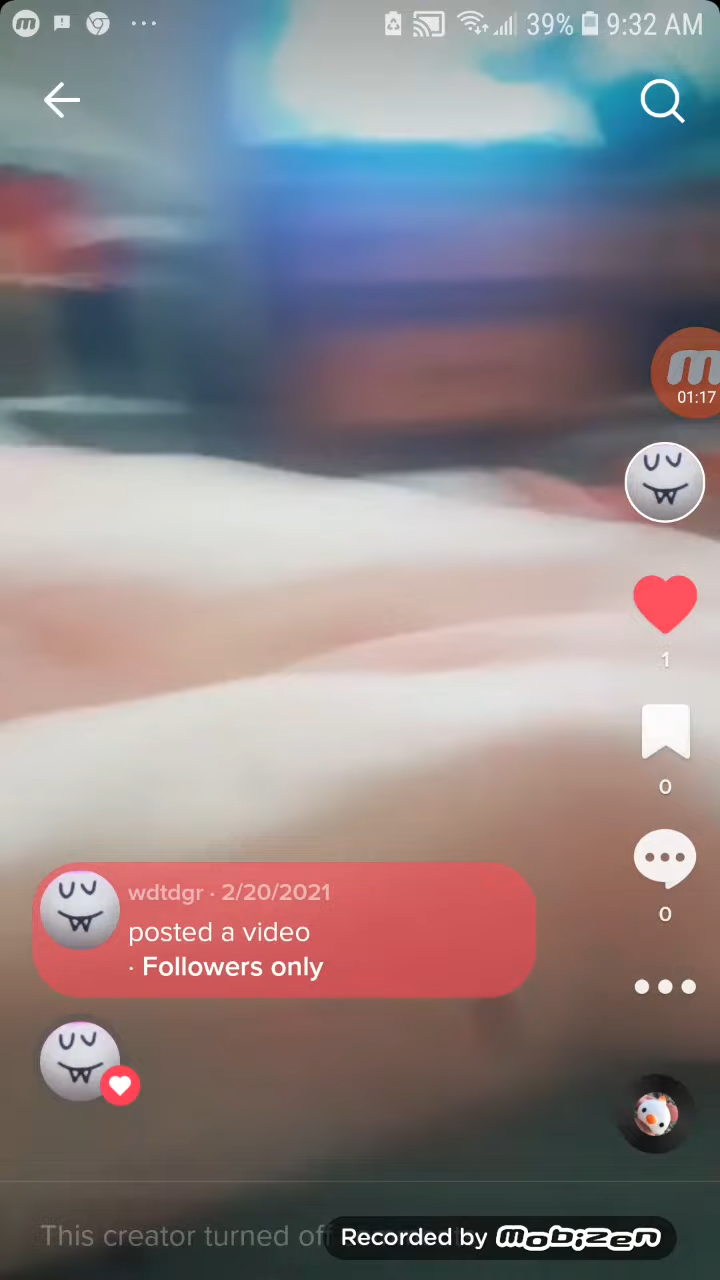 39% 9:32 AM
01:17
1
0
0
wdtdgr · 2/20/2021
posted a video
· Followers only
This creator turned off
Recorded by mobizen